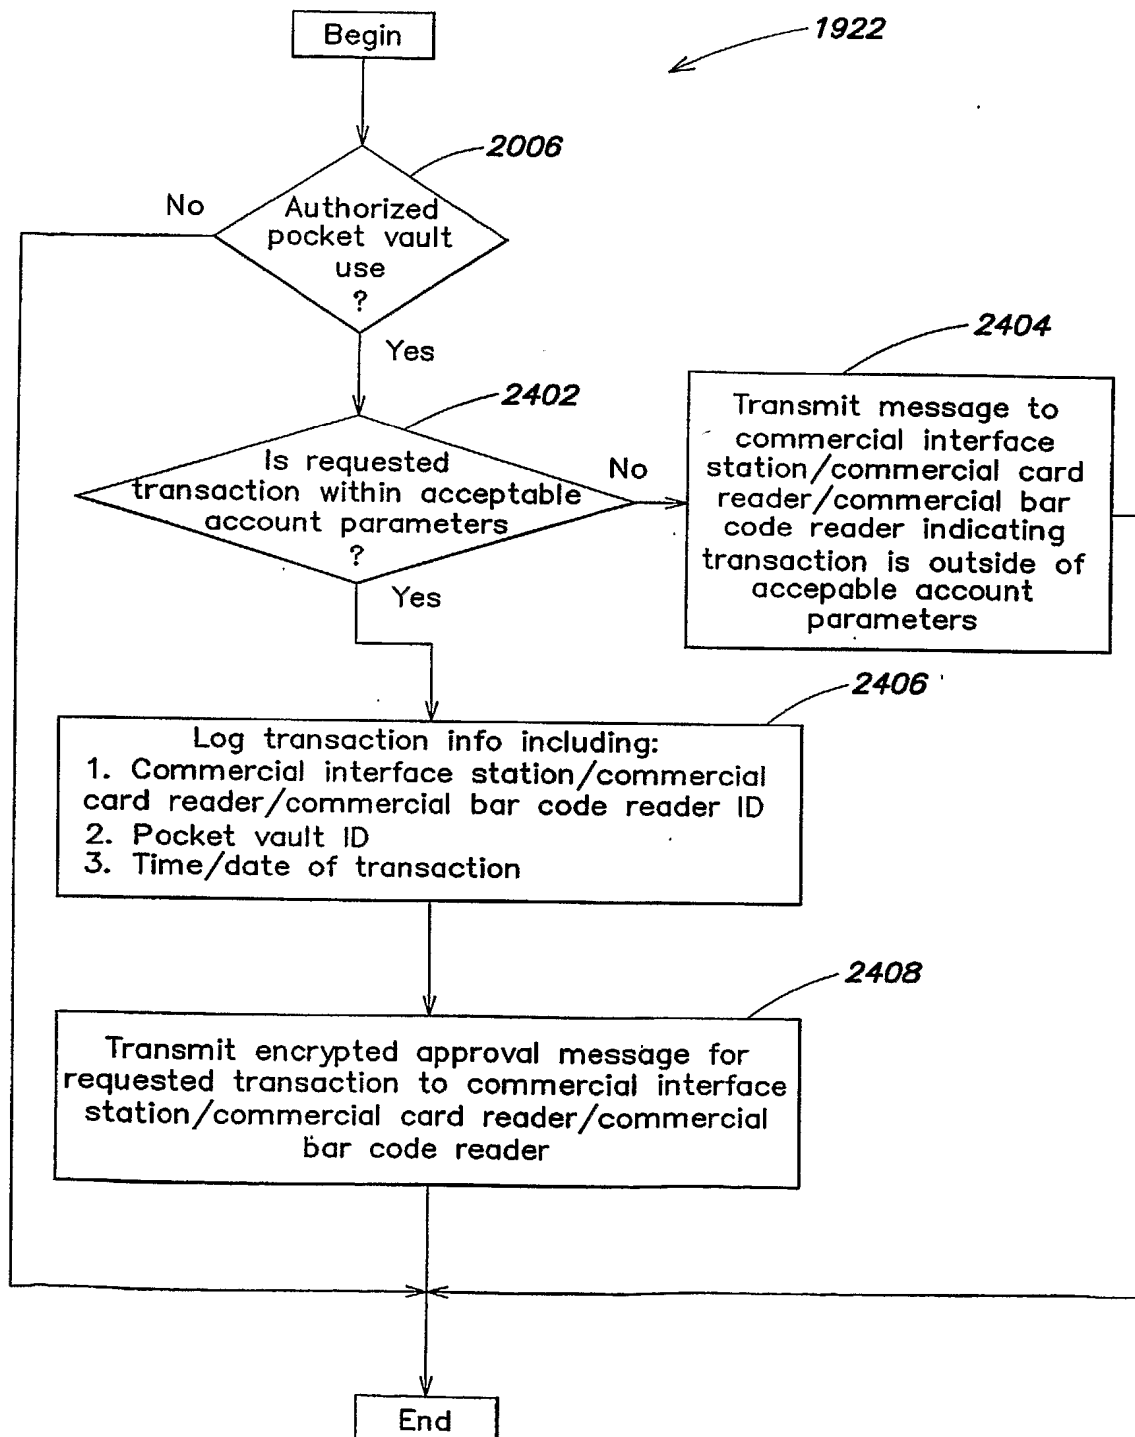 Begin
1922
2006
No
Authorized
pocket vault
use
?
Yes
2404
2402
Transmit message to
commercial interface
station/commercial card
reader/commercial bar
code reader indicating
transaction is outside of
accepable account
parameters
Is requested
transaction within acceptable
account parameters
?
No
Yes
2406
Log transaction info including:
1. Commercial interface station/commercial
card reader/commercial bar code reader ID
2. Pocket vault ID
3. Time/date of transaction
2408
Transmit encrypted approval message for
requested transaction to commercial interface
station/commercial card reader/commercial
bar code reader
End